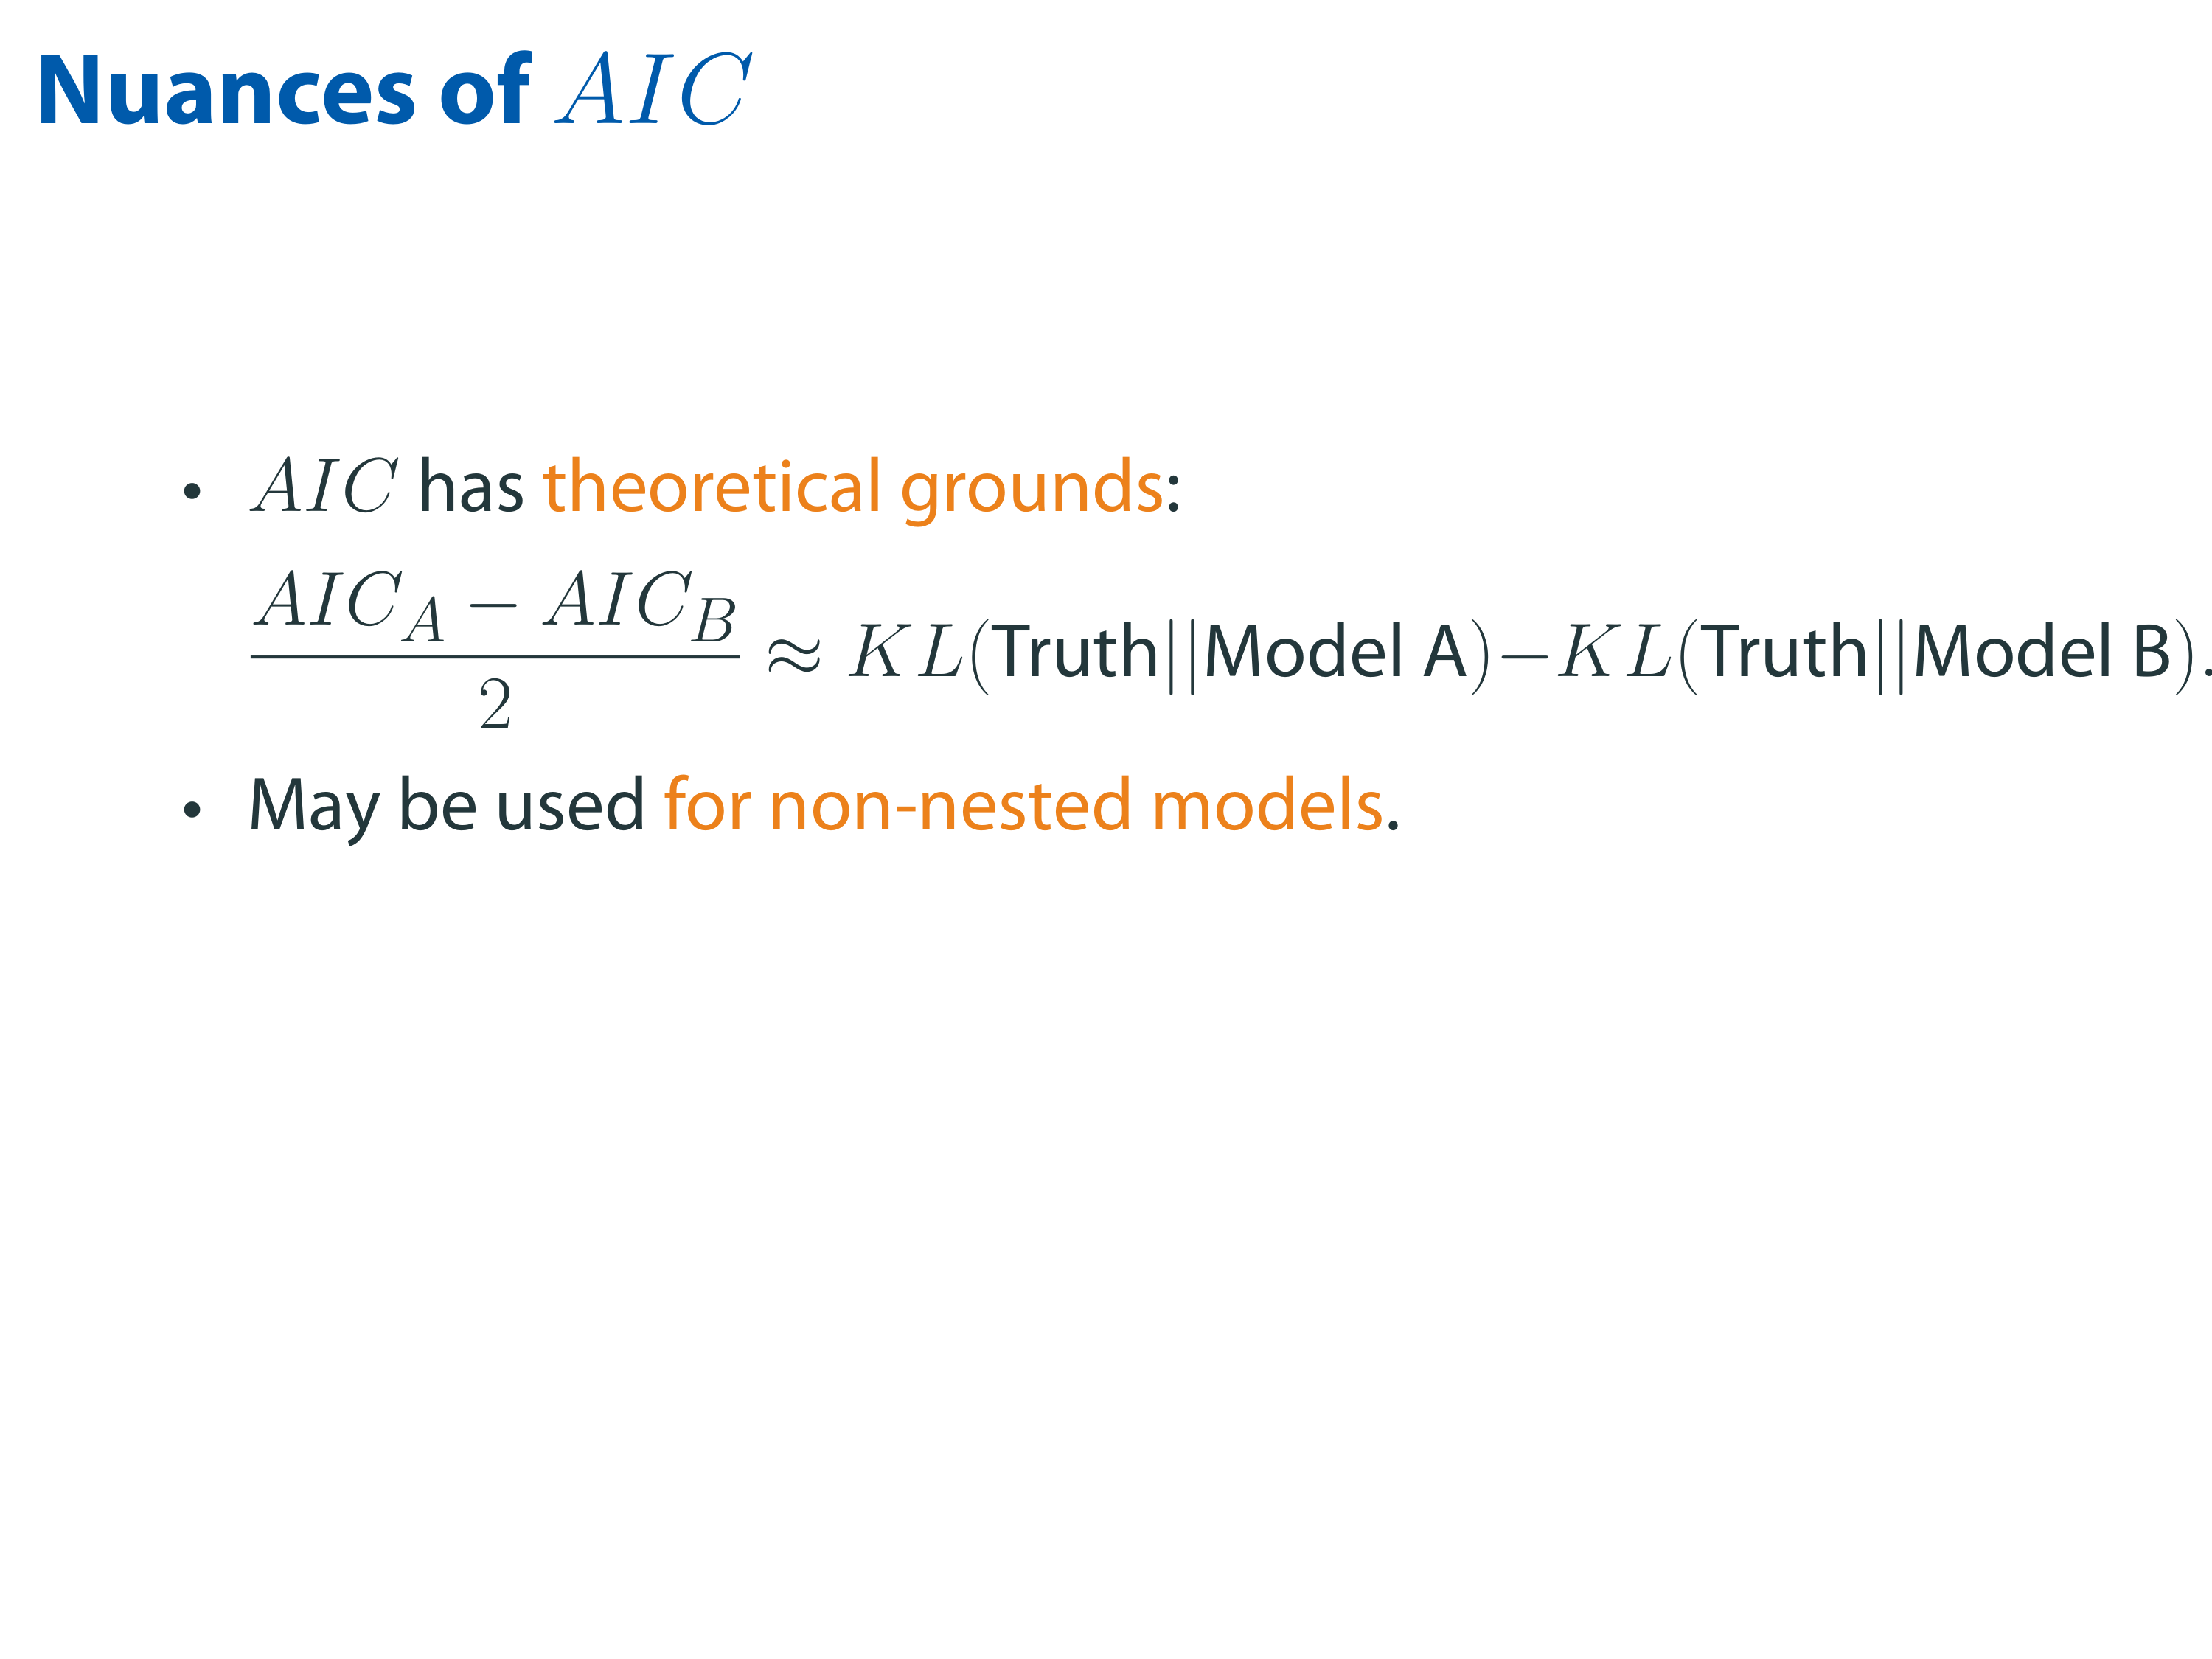 Nuances of AIC
• AIC has theoretical grounds:
\frac{AIC_A − AIC_B}{2} ≈ KL(Truth||Model A)−KL(Truth||Model B).
• May be used for non-nested models.